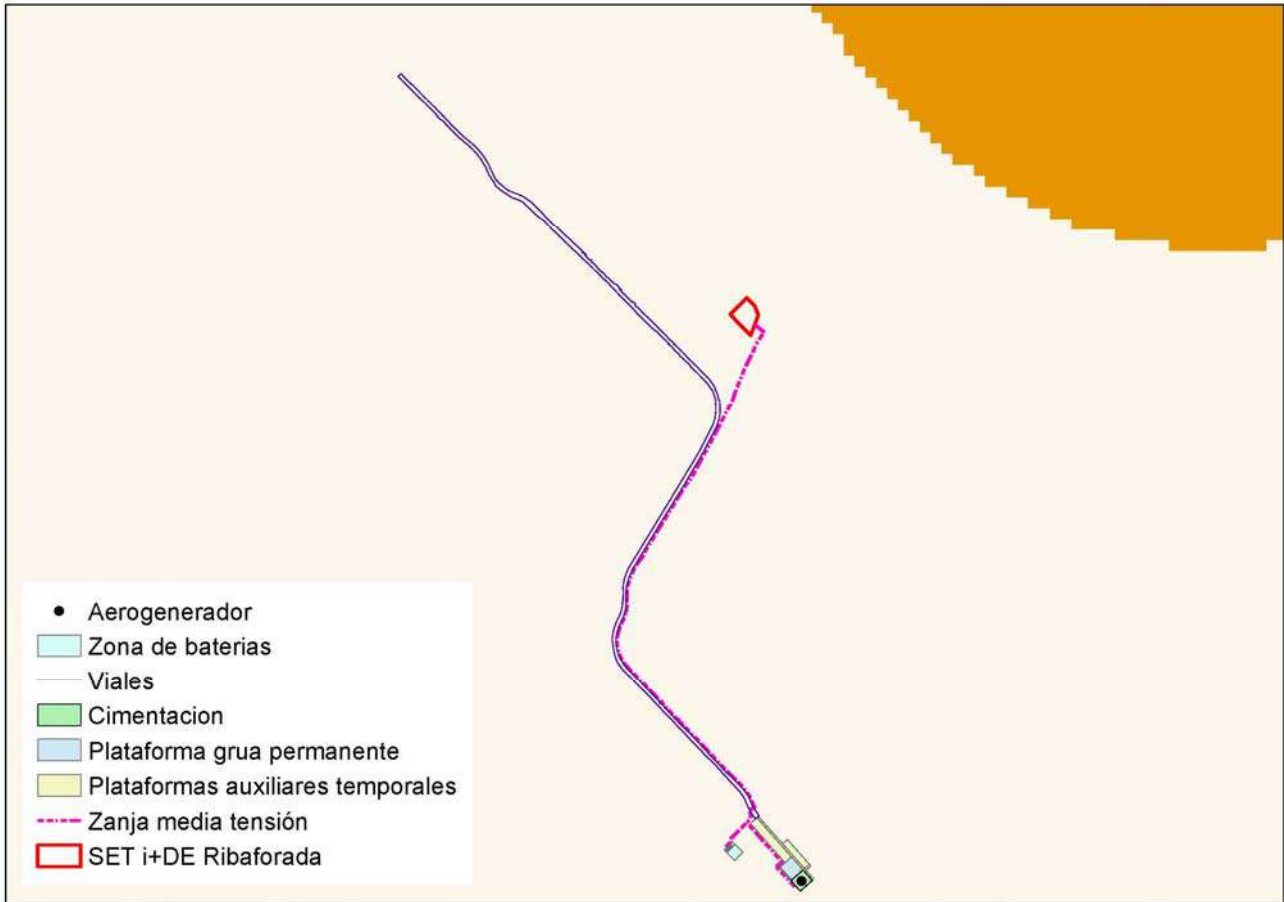 Aerogenerador
Zona de baterias
Viales
Cimentacion
Plataforma grua permanente
Plataformas auxiliares temporales
Zanja media tensión
SET i+DE Ribaforada